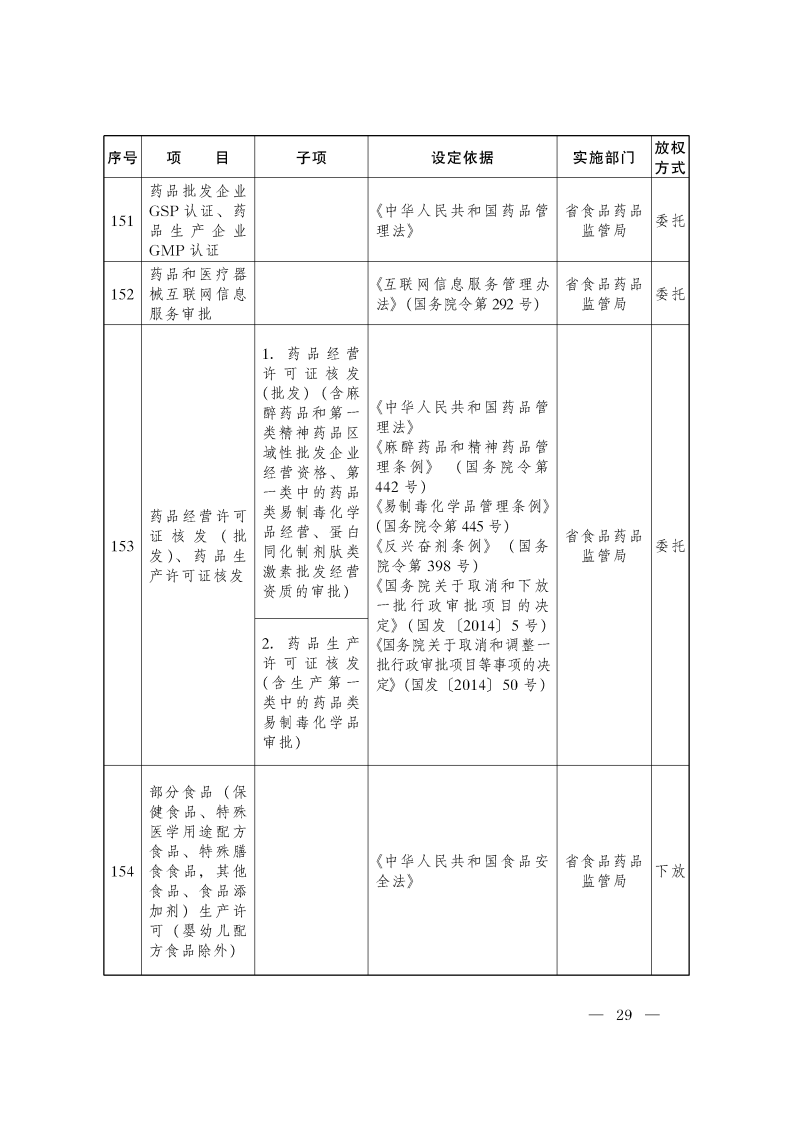 序号 项 目 子项 设定依据 实施部门 放权方式
151
药品批发企业
GSP 认证、药
品生产企业
GMP 认证
《中华人民共和国药品管
理法》
省食品药品
监管局
委托
152
药品和医疗器
械互联网信息
服务审批
《互联网信息服务管理办
法》(国务院令第 292 号)
省食品药品
监管局
委托
153
药品经营许可
证核发(批
发)、药品生
产许可证核发
1. 药品经营
许可证核发
(批发)(含麻
醉药品和第一
类精神药品区
域性批发企业
经营资格、第
一类中的药品
类易制毒化学
品经营、蛋白
同化制剂肽类
激素批发经营
资质的审批)
2. 药品生产
许可证核发
(含生产第一
类中的药品类
易制毒化学品
审批)
《中华人民共和国药品管
理法》
《麻醉药品和精神药品管
理条例》(国务院令第
442 号)
《易制毒化学品管理条例》
(国务院令第 445 号)
《反兴奋剂条例》(国务
院令第 398 号)
《国务院关于取消和下放
一批行政审批项目的决
定》(国发〔2014〕5 号)
《国务院关于取消和调整一
批行政审批项目等事项的决
定》(国发〔2014〕50 号)
省食品药品
监管局
委托
154
部分食品(保
健食品、特殊
医学用途配方
食品、特殊膳
食食品,其他
食品、食品添
加剂)生产许
可(婴幼儿配
方食品除外)
《中华人民共和国食品安
全法》
省食品药品
监管局
下放
— 29 —